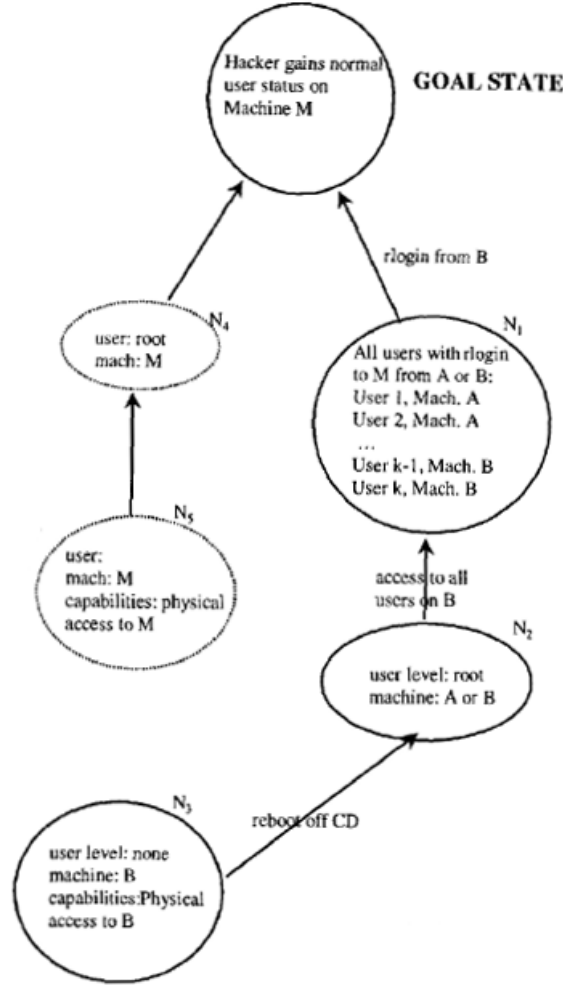 Hacker gains normal
user status on
Machine M
GOAL STATE
rlogin from B
N4
user: root
mach: M
N1
All users with rlogin
to M from A or B:
User 1, Mach. A
User 2, Mach. A
...
User k-1, Mach. B
User k, Mach. B
N5
user:
mach: M
capabilities: physical
access to M
access to all
users on B
N2
user level: root
machine: A or B
N3
user level: none
machine: B
capabilities:Physical
access to B
reboot off CD